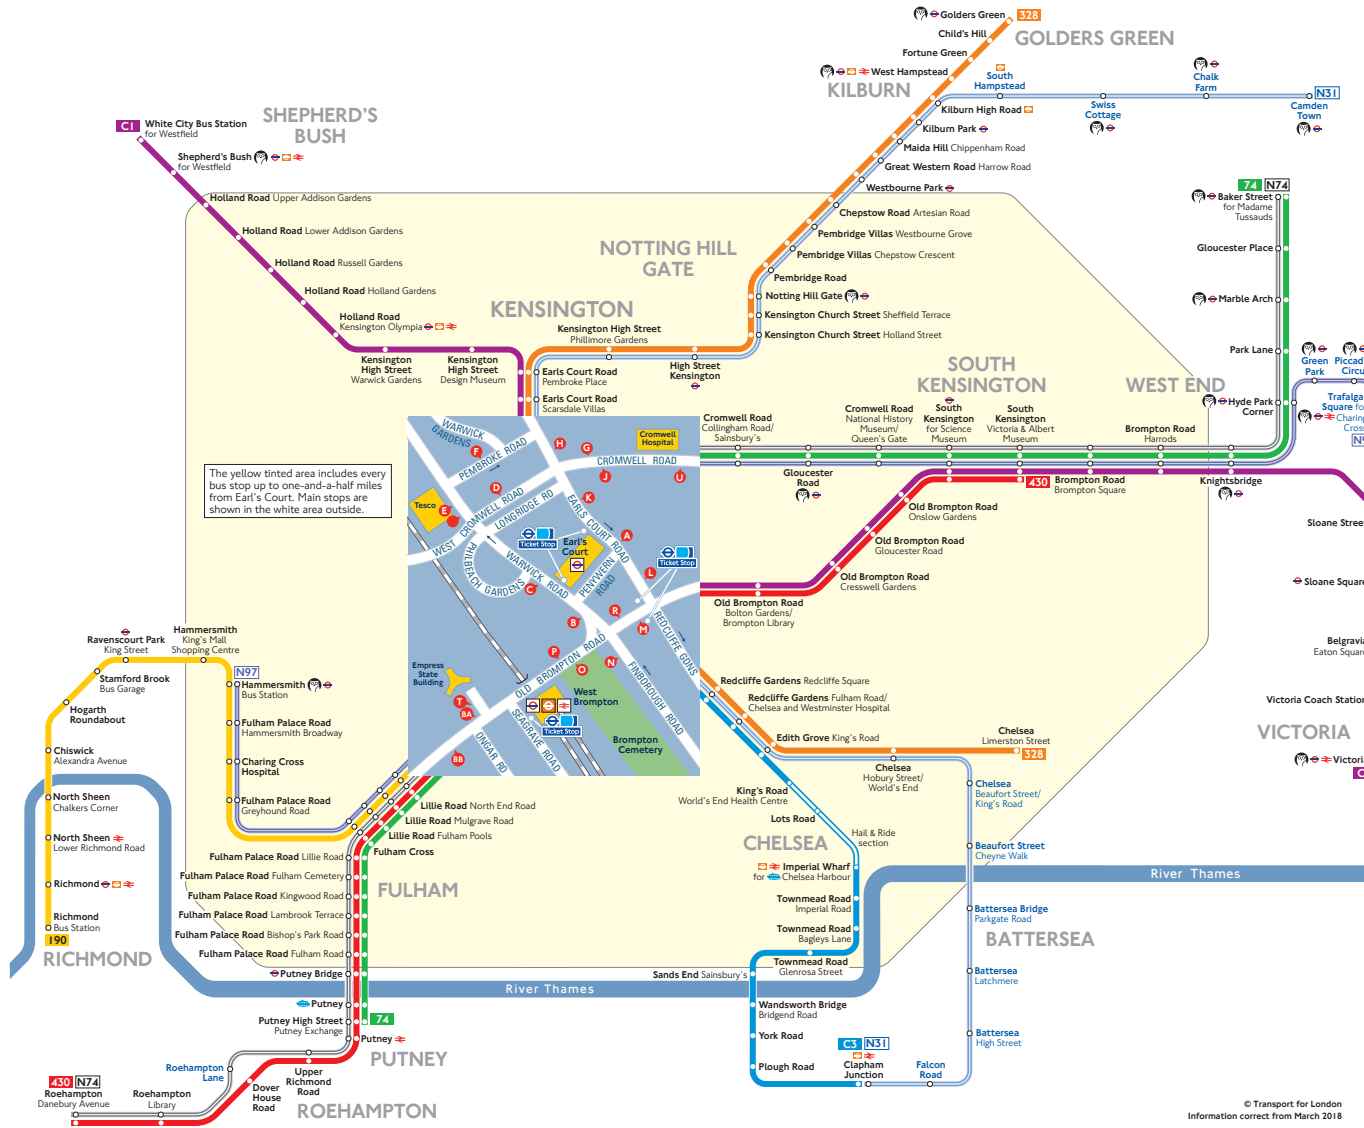 Golders Green
328
Child's Hill
GOLDERS GREEN
Fortune Green
West Hampstead
KILBURN
South
Hampstead
Chalk
Farm
N31
Kilburn High Road
Swiss
Cottage
Camden
Town
Kilburn Park
Maida Hill Chippenham Road
Great Western Road Harrow Road
Westbourne Park
Chepstow Road Artesian Road
Pembridge Villas Westbourne Grove
Pembridge Villas Chepstow Crescent
Pembridge Road
Notting Hill Gate
Kensington Church Street Sheffield Terrace
Kensington Church Street Holland Street
NOTTING HILL
GATE
C1
White City Bus Station
for Westfield
SHEPHERD'S
BUSH
Shepherd's Bush
for Westfield
Holland Road Upper Addison Gardens
Holland Road Lower Addison Gardens
Holland Road Russell Gardens
Holland Road Holland Gardens
Holland Road
Kensington Olympia
KENSINGTON
Kensington High Street
Phillimore Gardens
Kensington
High Street
Warwick Gardens
Kensington
High Street
Design Museum
Earls Court Road
Pembroke Place
Earls Court Road
Scarsdale Villas
High Street
Kensington
74 N74
Baker Street
for Madame
Tussauds
Gloucester Place
Marble Arch
Park Lane
Green
Park
Hyde Park
Corner
WEST END
SOUTH
KENSINGTON
Cromwell Road
Collingham Road/
Sainsbury's
Cromwell Road
National History
Museum/
Queen's Gate
South
Kensington
for Science
Museum
South
Kensington
Victoria & Albert
Museum
Brompton Road
Harrods
Gloucester
Road
430
Brompton Road
Brompton Square
Knightsbridge
Old Brompton Road
Onslow Gardens
Old Brompton Road
Gloucester Road
Old Brompton Road
Cresswell Gardens
Old Brompton Road
Bolton Gardens/
Brompton Library
Sloane Square
Eaton Square
Victoria Coach Station
VICTORIA
The yellow tinted area includes every
bus stop up to one-and-a-half miles
from Earl's Court. Main stops are
shown in the white area outside.
WARWICK
GARDENS
PEMBROKE ROAD
F
H
G
Cromwell
Hospital
CROMWELL ROAD
J
U
D
K
Tesco
E
WEST CROMWELL ROAD
LONGRIDGE RD
EARLS COURT ROAD
A
Ticket Stop
Earl's
Court
Ticket Stop
PHILBEACH GARDENS
WARWICK ROAD
PENYWERN
ROAD
C
L
R
B
M
REDCLIFFE GDNS
P
O
N
OLD BROMPTON ROAD
FINBOROUGH ROAD
Empress
State
Building
T
BA
BB
West
Brompton
Ticket Stop
SEAGRAVE ROAD
ONGAR RD
Brompton
Cemetery
Redcliffe Gardens Redcliffe Square
Redcliffe Gardens Fulham Road/
Chelsea and Westminster Hospital
Edith Grove King's Road
Chelsea
Limerston Street
328
Chelsea
Hobury Street/
World's End
Chelsea
Beaufort Street/
King's Road
King's Road
World's End Health Centre
Lots Road
CHELSEA
Hail & Ride
section
Beaufort Street
Cheyne Walk
Imperial Wharf
for Chelsea Harbour
River Thames
Townmead Road
Imperial Road
Townmead Road
Bagleys Lane
Townmead Road
Glenrosa Street
Battersea Bridge
Parkgate Road
BATTERSEA
Sands End Sainsbury's
Battersea
Latchmere
Wandsworth Bridge
Bridgend Road
York Road
Battersea
High Street
Plough Road
C3 N31
Clapham
Junction
Falcon
Road
Ravenscourt Park
King Street
Hammersmith
King's Mall
Shopping Centre
Stamford Brook
Bus Garage
N97
Hammersmith
Bus Station
Hogarth
Roundabout
Fulham Palace Road
Hammersmith Broadway
Chiswick
Alexandra Avenue
Charing Cross
Hospital
North Sheen
Chalkers Corner
Fulham Palace Road
Greyhound Road
North Sheen
Lower Richmond Road
Richmond
Richmond
Bus Station
190
RICHMOND
Lillie Road North End Road
Lillie Road Mulgrave Road
Lillie Road Fulham Pools
Fulham Cross
Fulham Palace Road Lillie Road
Fulham Palace Road Fulham Cemetery
Fulham Palace Road Kingwood Road
Fulham Palace Road Lambrook Terrace
Fulham Palace Road Bishop's Park Road
Fulham Palace Road Fulham Road
FULHAM
Putney Bridge
River Thames
Putney
Putney High Street
Putney Exchange
74
Putney
PUTNEY
Roehampton
Lane
Upper
Richmond
Road
Dover
House
Road
ROEHAMPTON
430 N74
Roehampton
Danebury Avenue
Roehampton
Library
© Transport for London
Information correct from March 2018